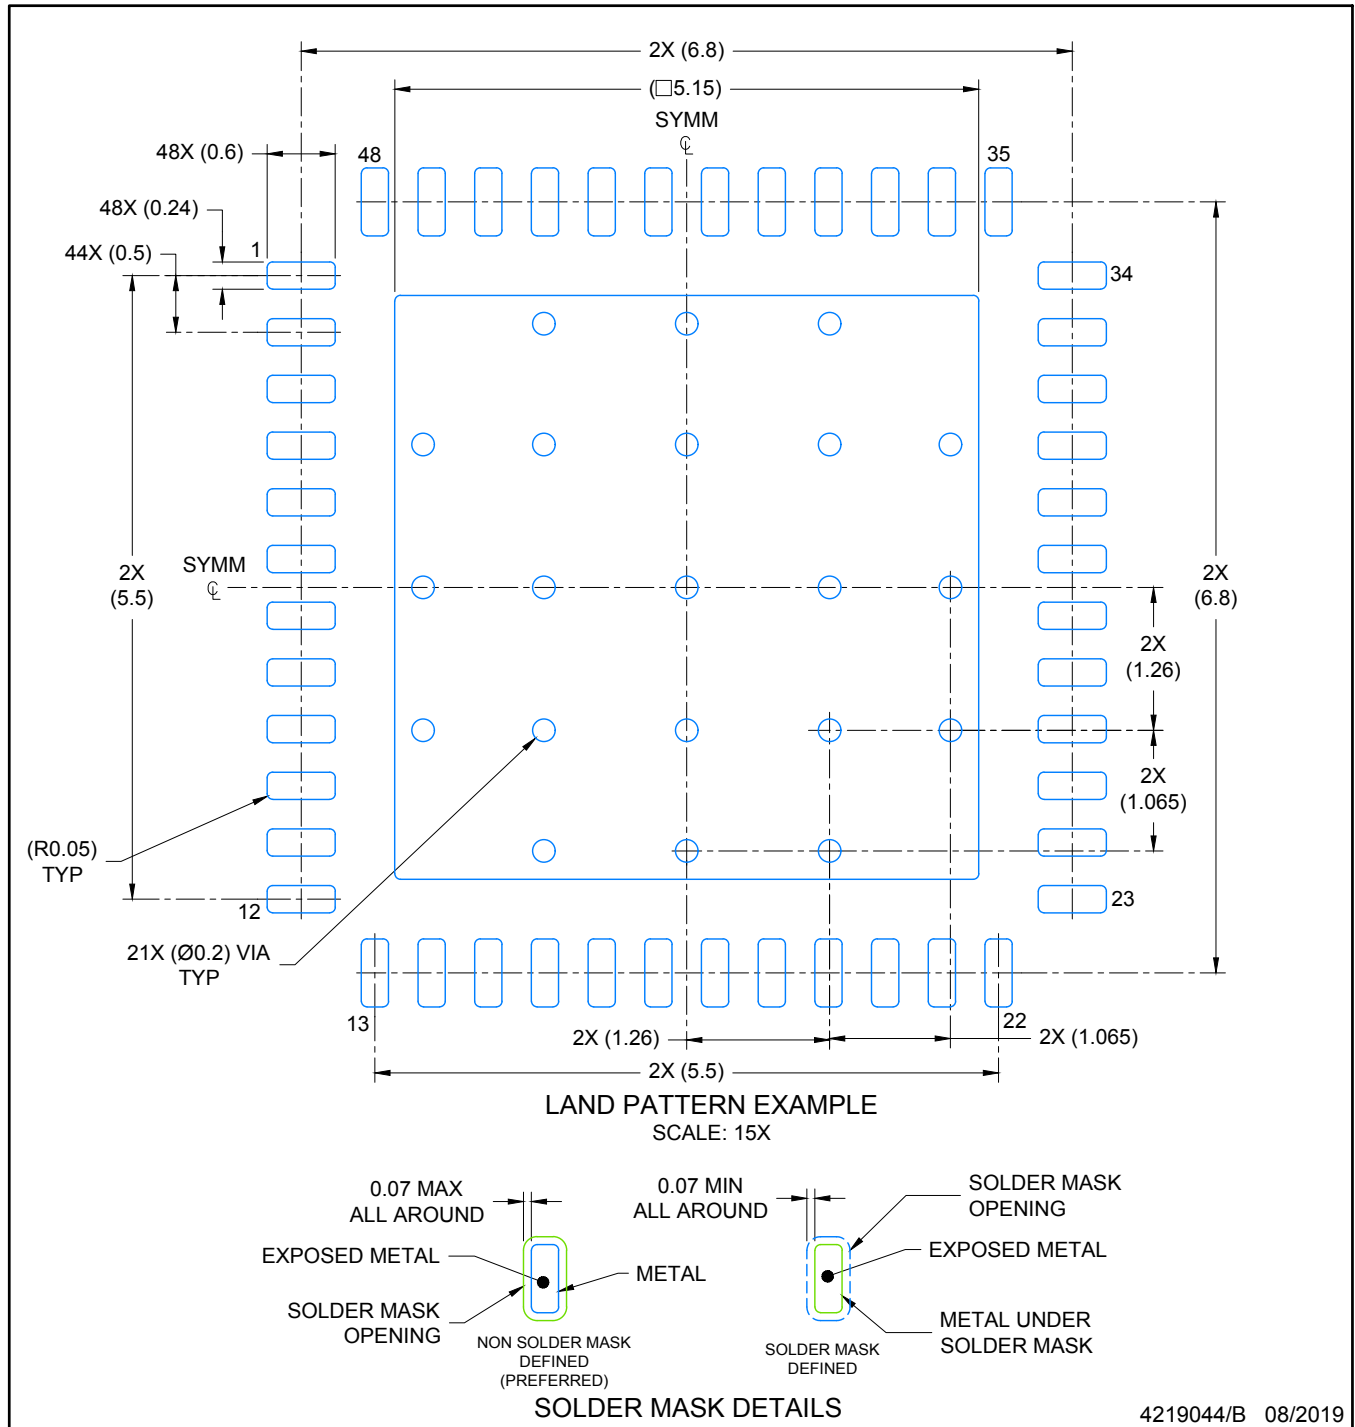 2X (6.8)
(□5.15)
SYMM
℄
48X (0.6)
48
35
48X (0.24)
1
44X (0.5)
34
SYMM
℄
2X
(5.5)
2X
(6.8)
2X
(1.26)
2X
(1.065)
(R0.05)
TYP
12
23
21X (Ø0.2) VIA
TYP
13
22
2X (1.26)
2X (1.065)
2X (5.5)
LAND PATTERN EXAMPLE
SCALE: 15X
0.07 MAX
ALL AROUND
0.07 MIN
ALL AROUND
SOLDER MASK
OPENING
EXPOSED METAL
METAL
EXPOSED METAL
SOLDER MASK
OPENING
METAL UNDER
SOLDER MASK
NON SOLDER MASK
DEFINED
(PREFERRED)
SOLDER MASK
DEFINED
SOLDER MASK DETAILS
4219044/B 08/2019